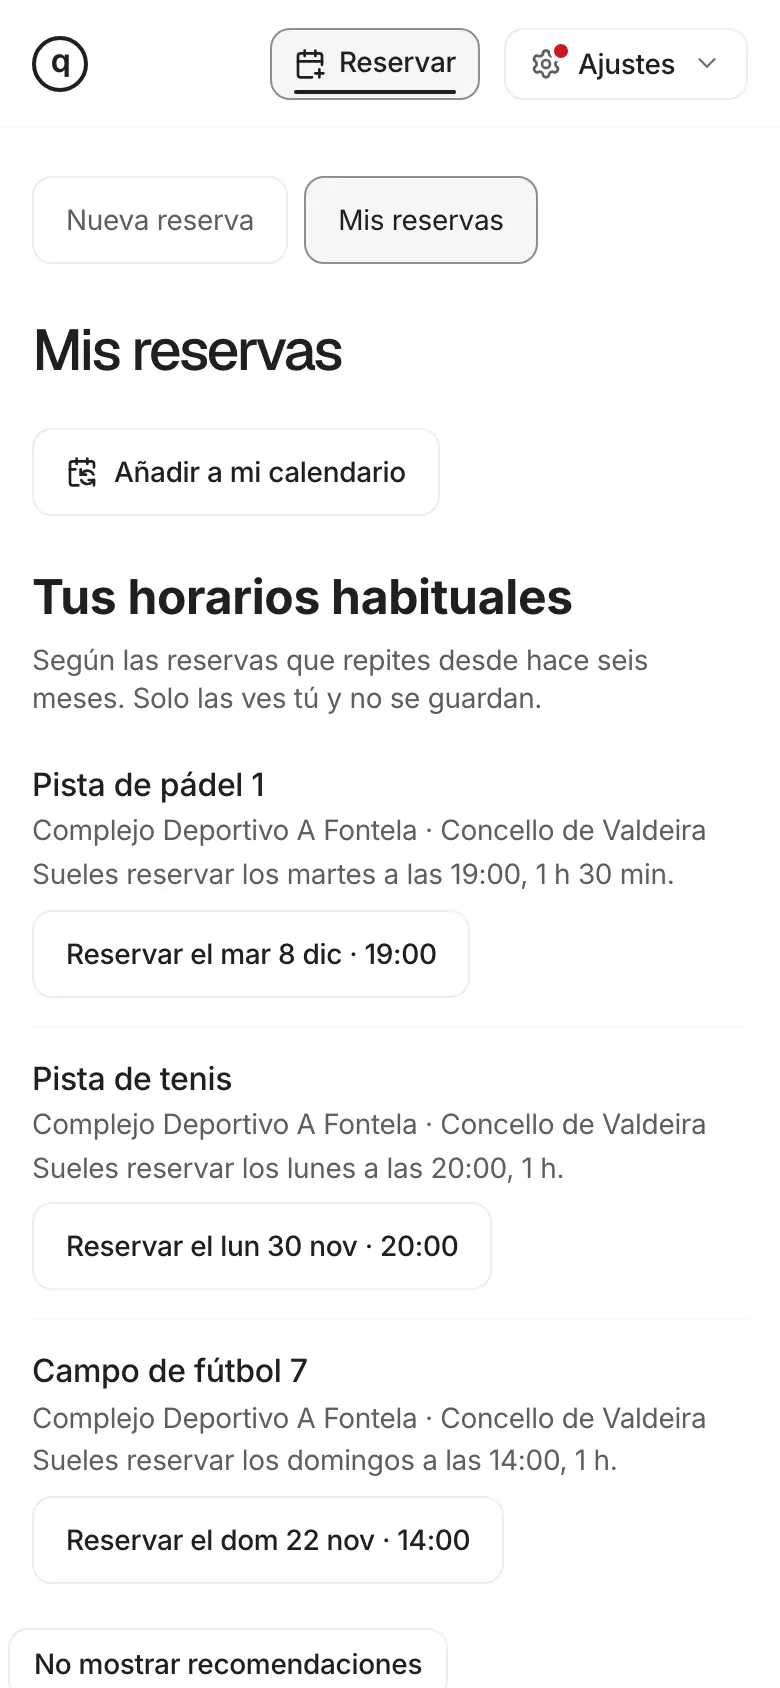 q
Reservar
Ajustes
Nueva reserva
Mis reservas
Mis reservas
Añadir a mi calendario
Tus horarios habituales
Según las reservas que repites desde hace seis
meses. Solo las ves tú y no se guardan.
Pista de pádel 1
Complejo Deportivo A Fontela · Concello de Valdeira
Sueles reservar los martes a las 19:00, 1 h 30 min.
Reservar el mar 8 dic · 19:00
Pista de tenis
Complejo Deportivo A Fontela · Concello de Valdeira
Sueles reservar los lunes a las 20:00, 1 h.
Reservar el lun 30 nov · 20:00
Campo de fútbol 7
Complejo Deportivo A Fontela · Concello de Valdeira
Sueles reservar los domingos a las 14:00, 1 h.
Reservar el dom 22 nov · 14:00
No mostrar recomendaciones